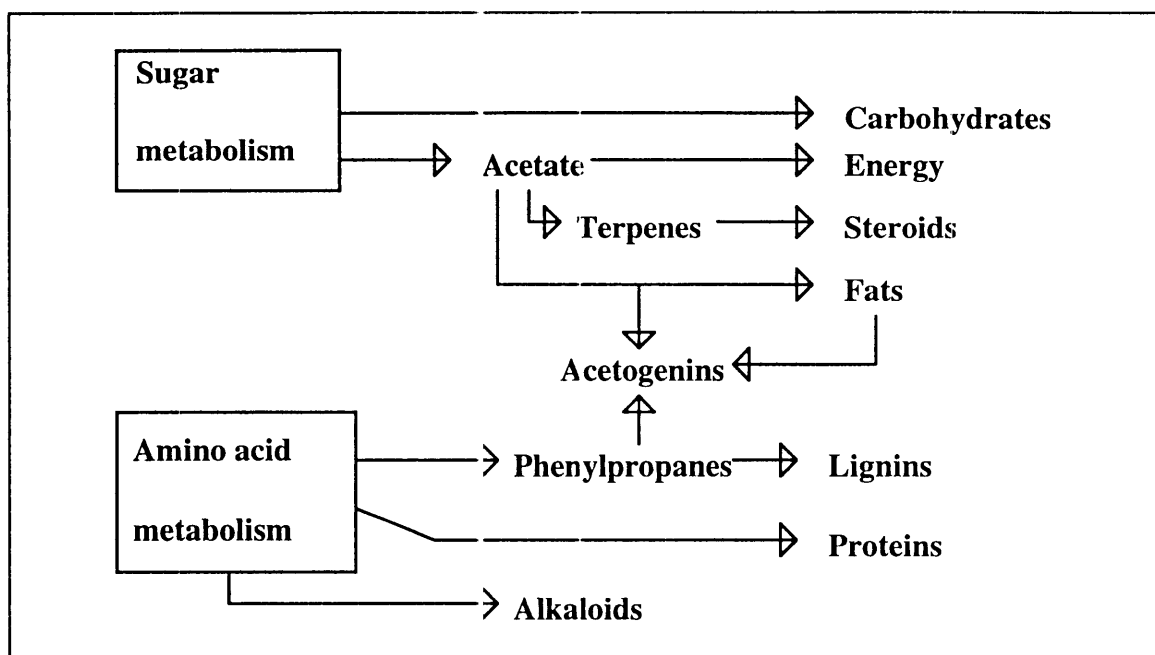 Sugar
metabolism
Carbohydrates
Acetate
Energy
Terpenes
Steroids
Fats
Acetogenins
Amino acid
metabolism
Phenylpropanes
Lignins
Proteins
Alkaloids